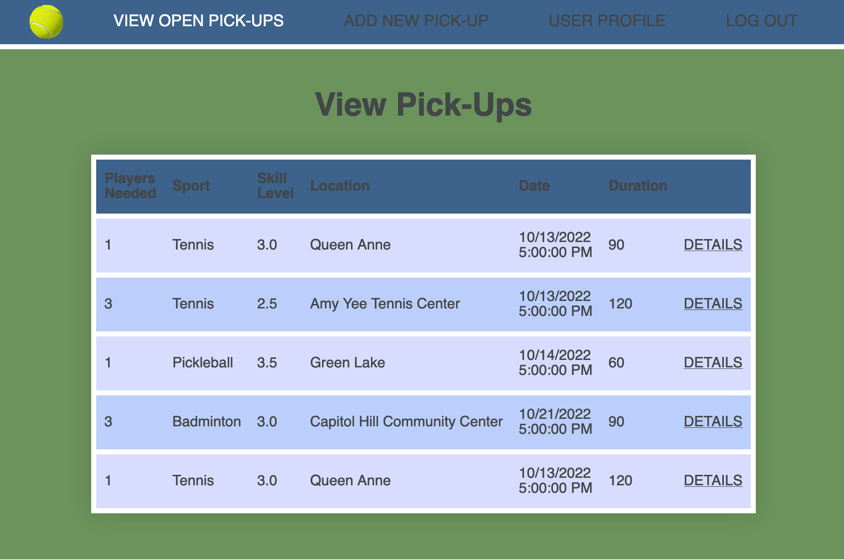 VIEW OPEN PICK-UPS ADD NEW PICK-UP USER PROFILE LOG OUT
View Pick-Ups
Players Needed Sport Skill Level Location Date Duration
1 Tennis 3.0 Queen Anne 10/13/2022 5:00:00 PM 90 DETAILS
3 Tennis 2.5 Amy Yee Tennis Center 10/13/2022 5:00:00 PM 120 DETAILS
1 Pickleball 3.5 Green Lake 10/14/2022 5:00:00 PM 60 DETAILS
3 Badminton 3.0 Capitol Hill Community Center 10/21/2022 5:00:00 PM 90 DETAILS
1 Tennis 3.0 Queen Anne 10/13/2022 5:00:00 PM 120 DETAILS